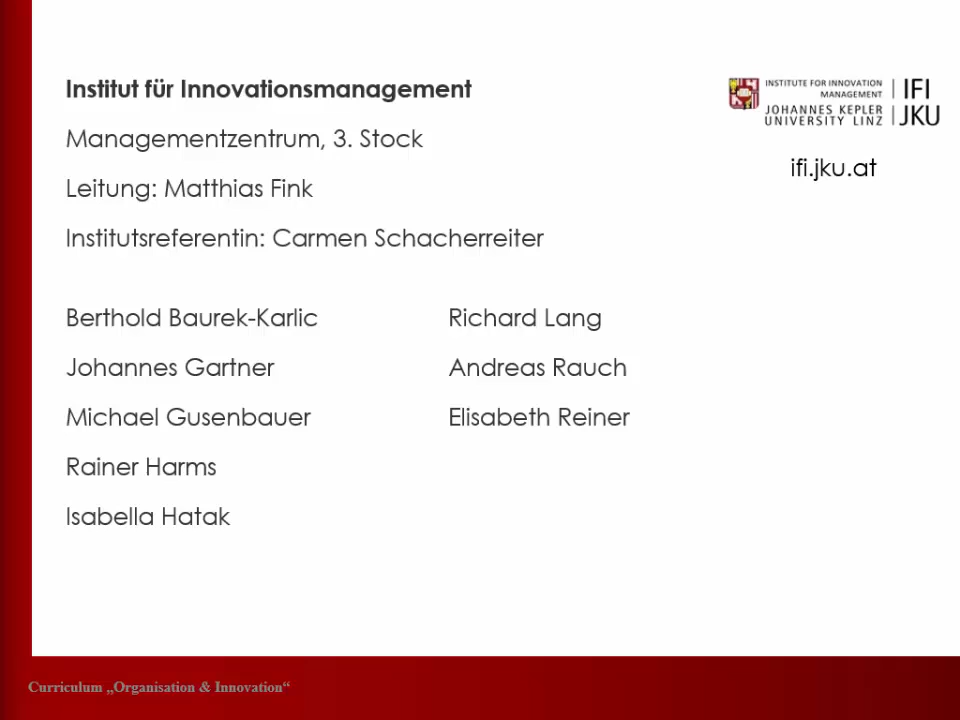 Institut für Innovationsmanagement
Managementzentrum, 3. Stock
Leitung: Matthias Fink
Institutsreferentin: Carmen Schacherreiter
INSTITUTE FOR INNOVATION
MANAGEMENT
JOHANNES KEPLER
UNIVERSITY LINZ
IFI
JKU
ifi.jku.at
Berthold Baurek-Karlic
Johannes Gartner
Michael Gusenbauer
Rainer Harms
Isabella Hatak
Richard Lang
Andreas Rauch
Elisabeth Reiner
Curriculum „Organisation & Innovation“